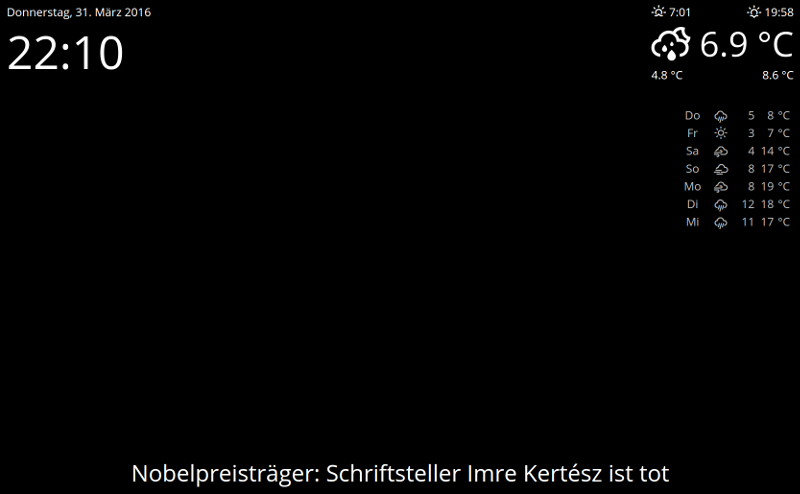 Donnerstag, 31. März 2016
22:10
7:01 19:58
6.9 °C
4.8 °C 8.6 °C
Do 5 8 °C
Fr 3 7 °C
Sa 4 14 °C
So 8 17 °C
Mo 8 19 °C
Di 12 18 °C
Mi 11 17 °C
Nobelpreisträger: Schriftsteller Imre Kertész ist tot